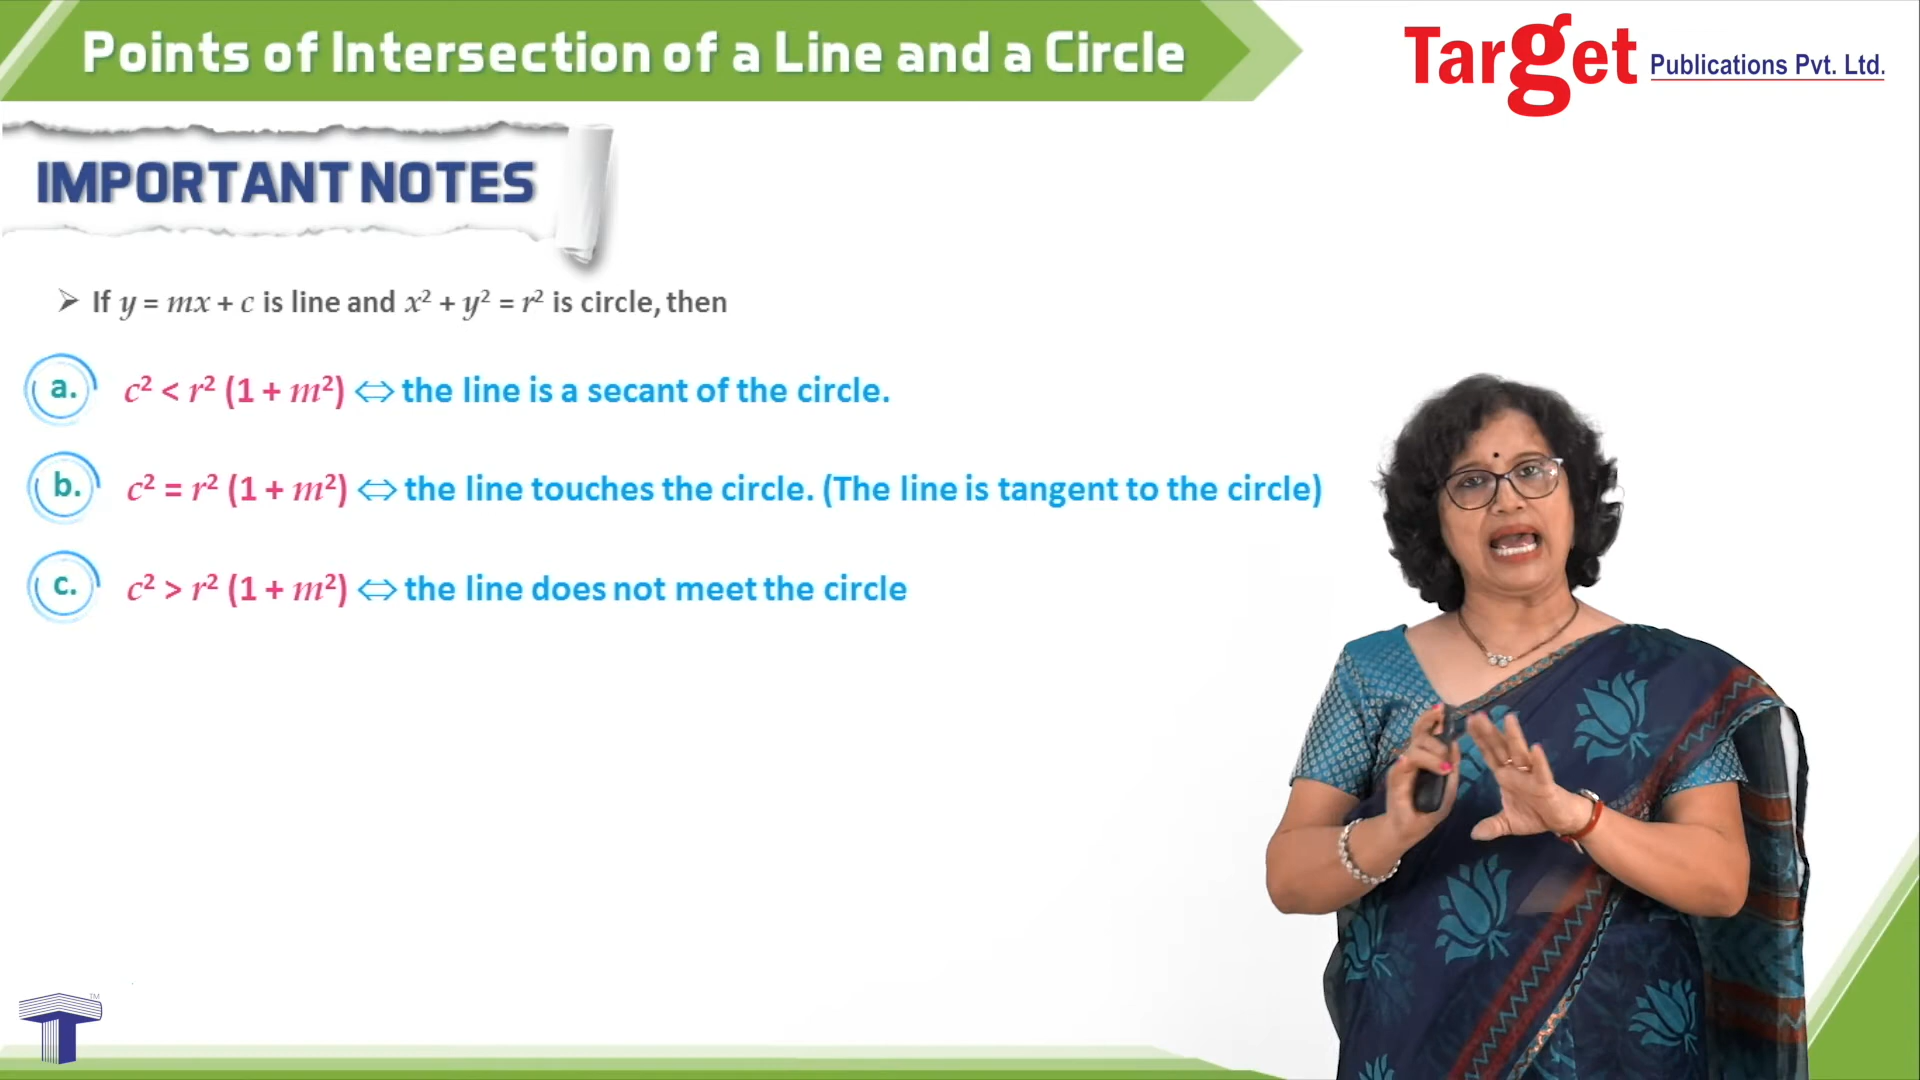 Points of Intersection of a Line and a Circle
Target Publications Pvt. Ltd.
IMPORTANT NOTES
➢ If y = mx + c is line and x² + y² = r² is circle, then
a. c² < r² (1 + m²) ⇔ the line is a secant of the circle.
b. c² = r² (1 + m²) ⇔ the line touches the circle. (The line is tangent to the circle)
c. c² > r² (1 + m²) ⇔ the line does not meet the circle
T TM